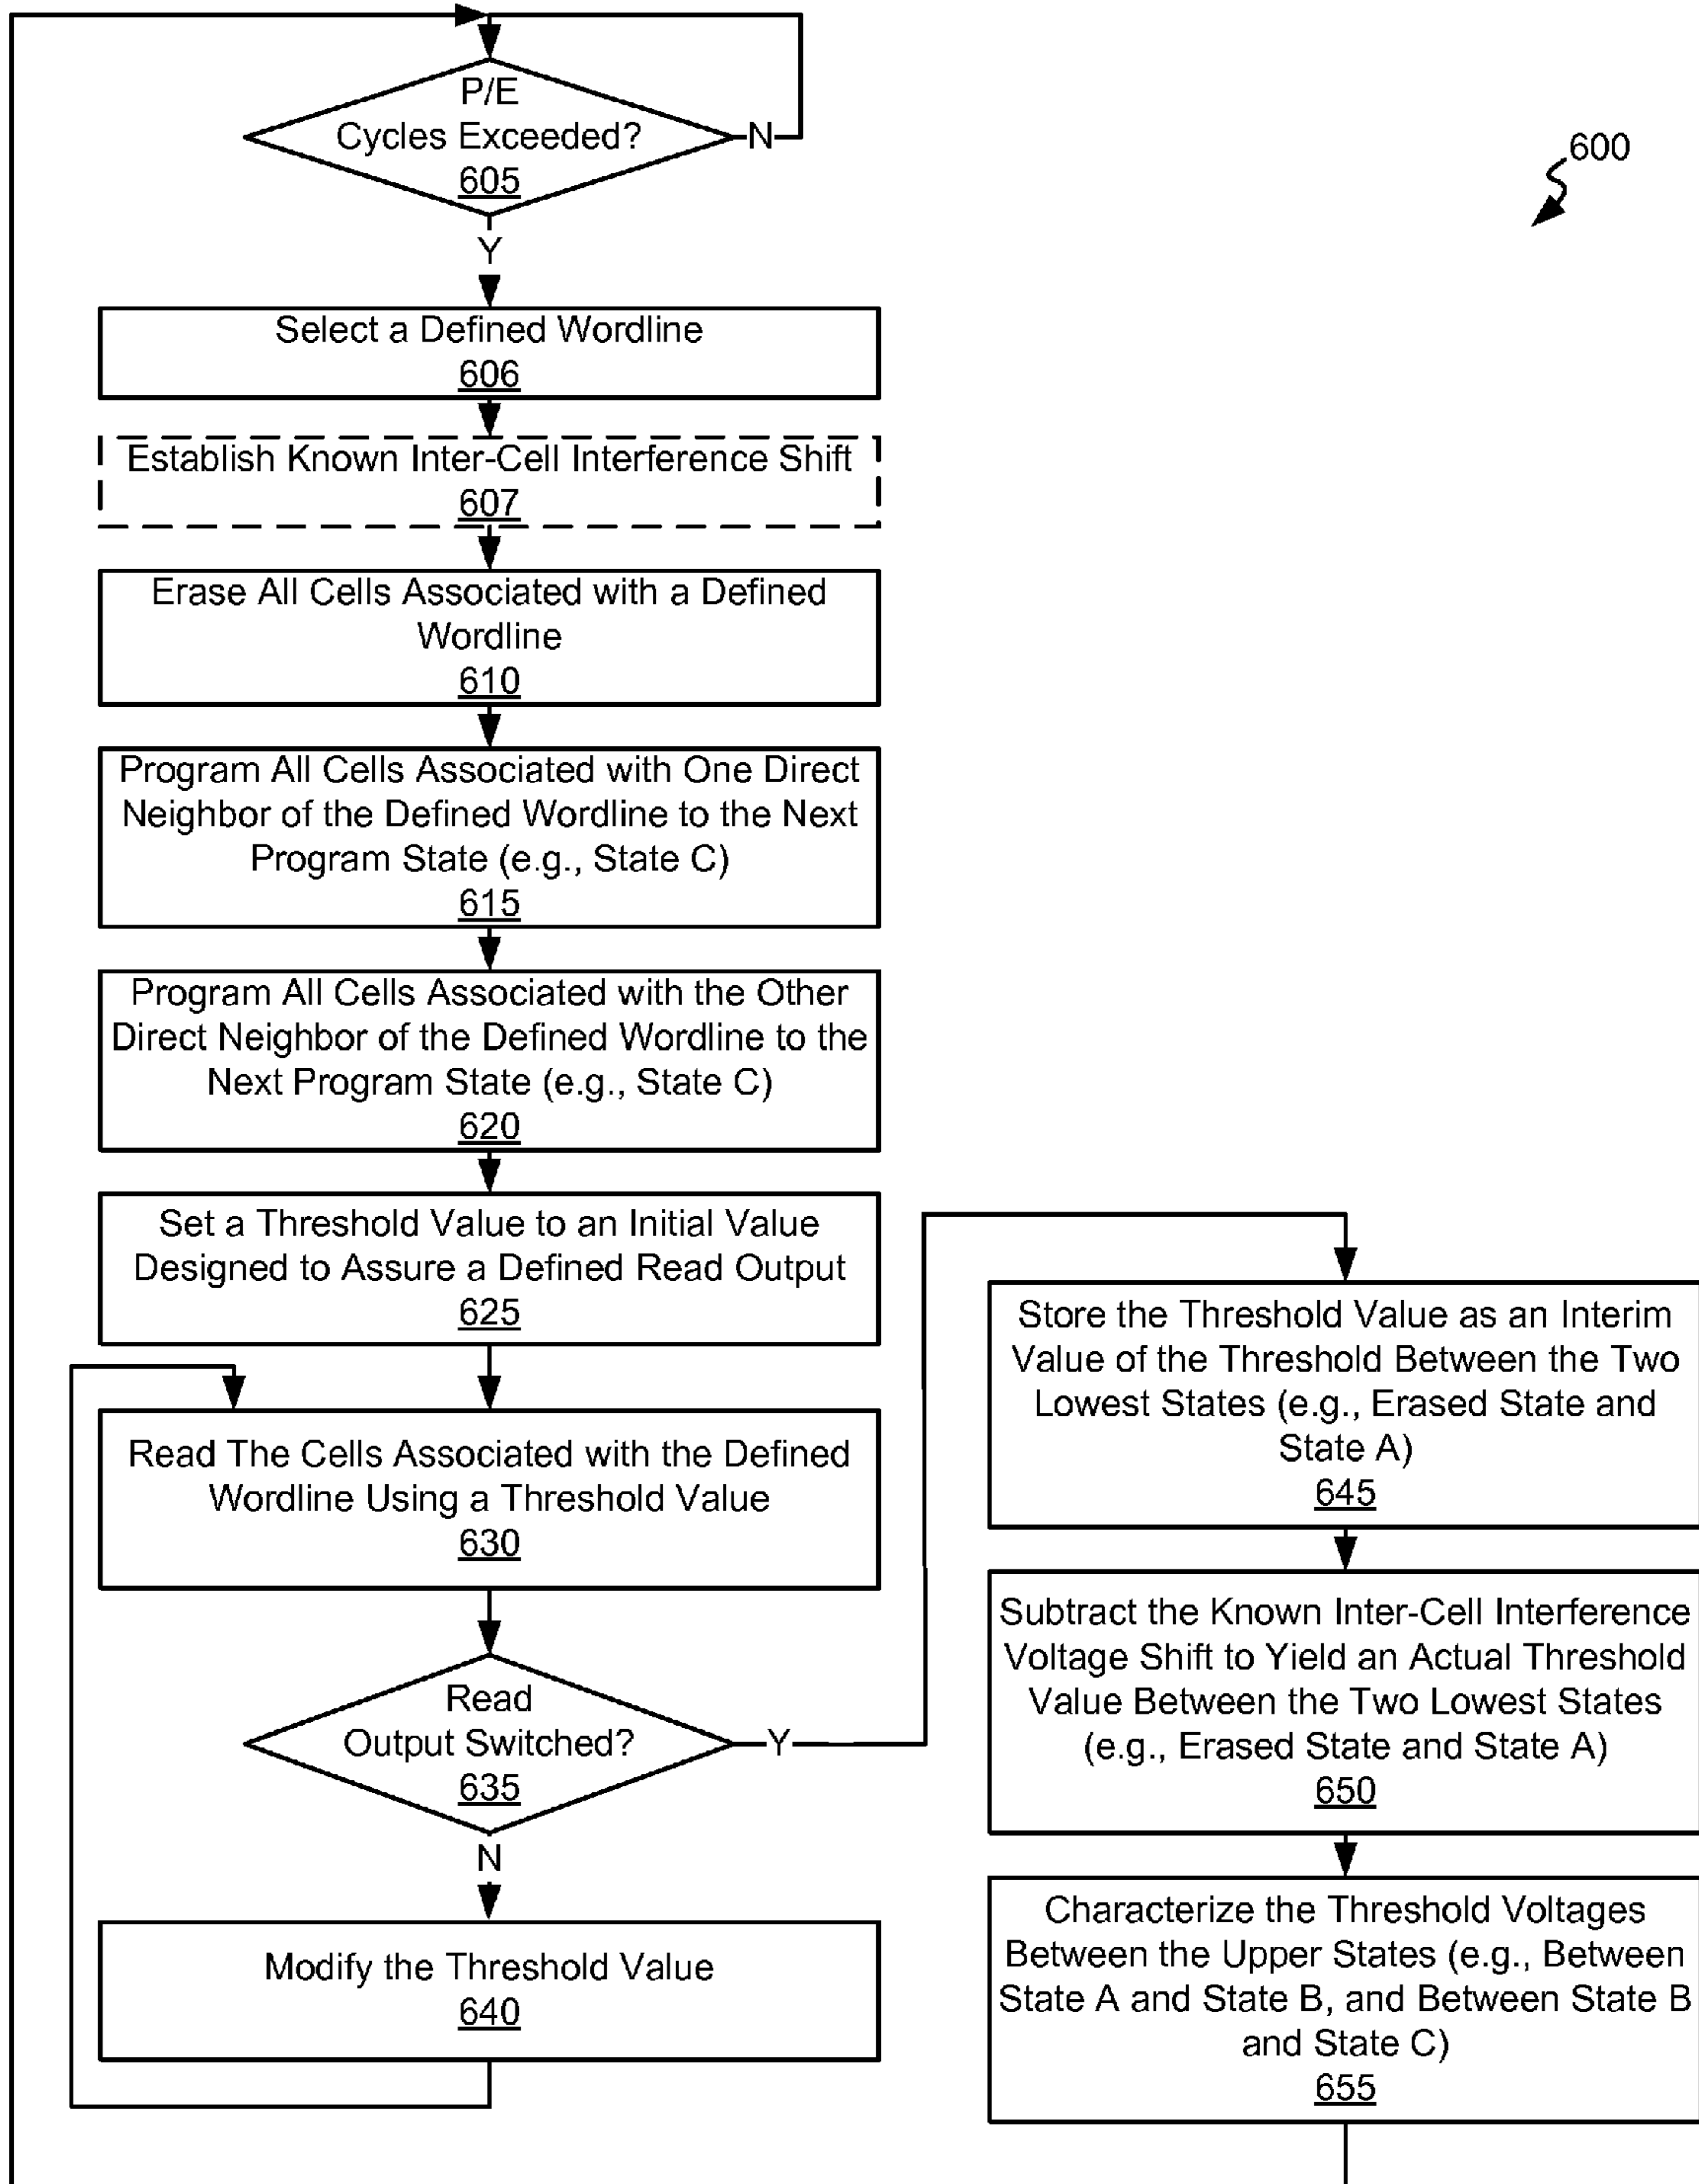 P/E
Cycles Exceeded?
605
N
Y
600
Select a Defined Wordline
606
Establish Known Inter-Cell Interference Shift
607
Erase All Cells Associated with a Defined
Wordline
610
Program All Cells Associated with One Direct
Neighbor of the Defined Wordline to the Next
Program State (e.g., State C)
615
Program All Cells Associated with the Other
Direct Neighbor of the Defined Wordline to the
Next Program State (e.g., State C)
620
Set a Threshold Value to an Initial Value
Designed to Assure a Defined Read Output
625
Read The Cells Associated with the Defined
Wordline Using a Threshold Value
630
Read
Output Switched?
635
Y
N
Modify the Threshold Value
640
Store the Threshold Value as an Interim
Value of the Threshold Between the Two
Lowest States (e.g., Erased State and
State A)
645
Subtract the Known Inter-Cell Interference
Voltage Shift to Yield an Actual Threshold
Value Between the Two Lowest States
(e.g., Erased State and State A)
650
Characterize the Threshold Voltages
Between the Upper States (e.g., Between
State A and State B, and Between State B
and State C)
655